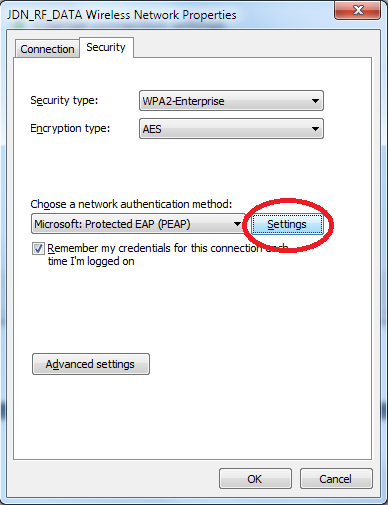 JDN_RF_DATA Wireless Network Properties
Connection
Security
Security type:
WPA2-Enterprise
Encryption type:
AES
Choose a network authentication method:
Microsoft: Protected EAP (PEAP)
Settings
Remember my credentials for this connection each
time I'm logged on
Advanced settings
OK
Cancel